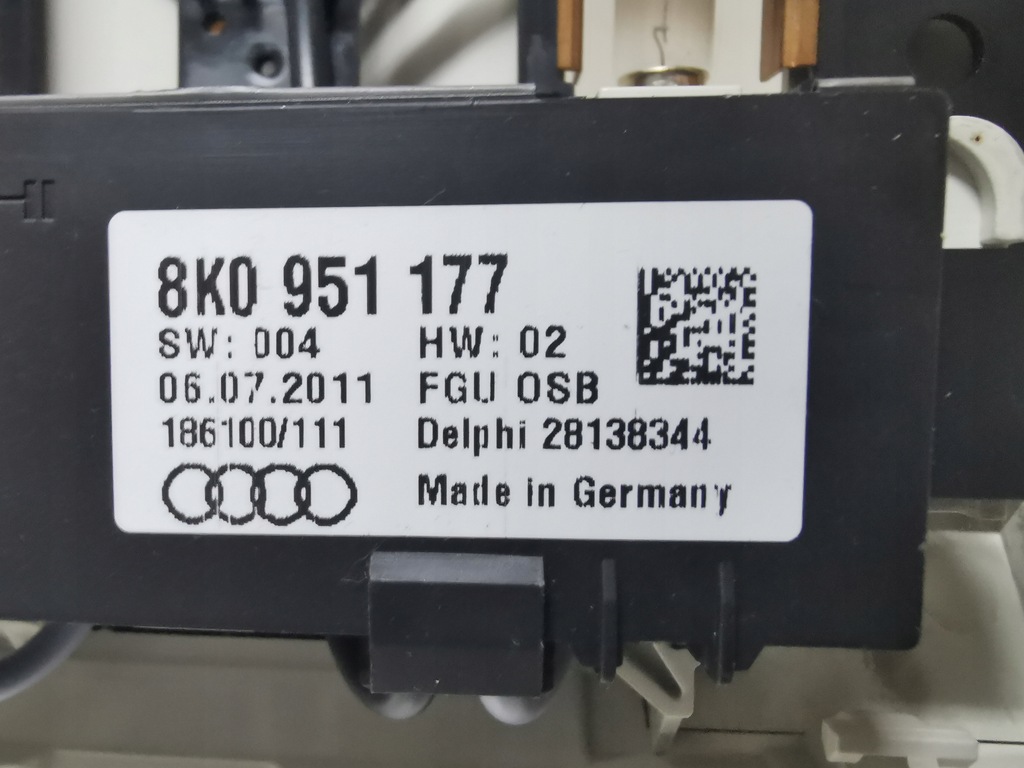 8K0 951 177
SW: 004 HW: 02
06.07.2011 FGU OSB
186100/111 Delphi 28138344
Made in Germany